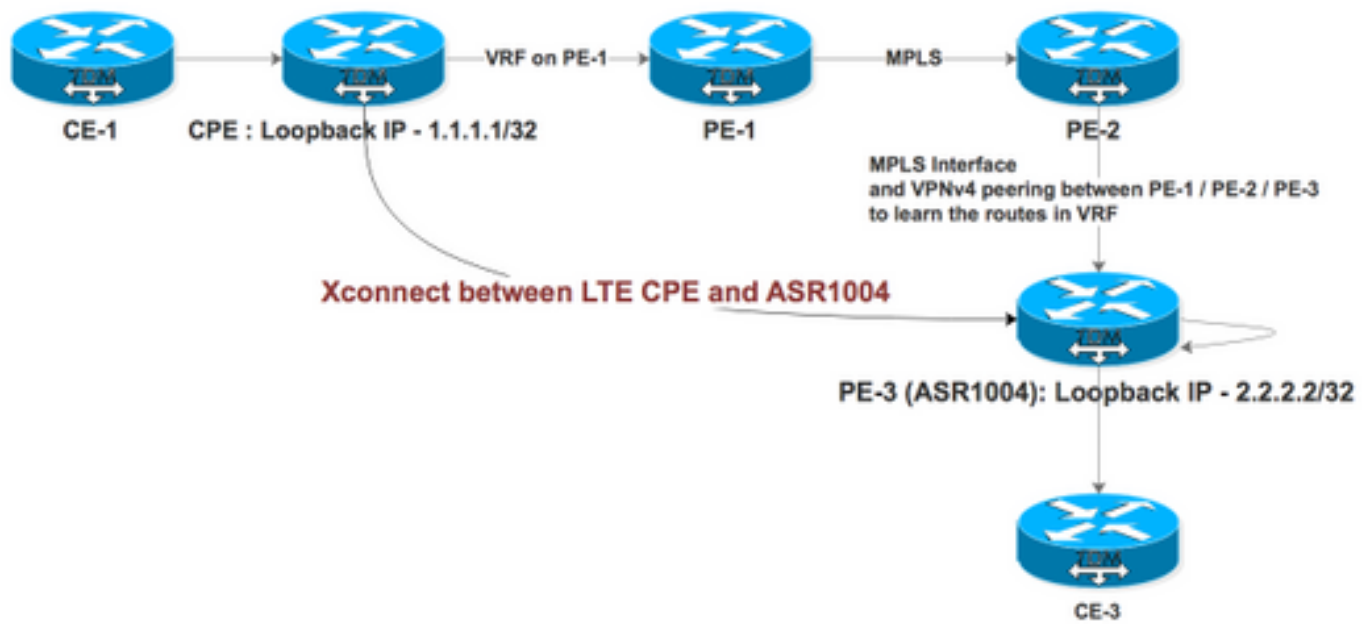 VRF on PE-1
MPLS
CE-1
CPE : Loopback IP - 1.1.1.1/32
PE-1
PE-2
MPLS Interface
and VPNv4 peering between PE-1 / PE-2 / PE-3
to learn the routes in VRF
Xconnect between LTE CPE and ASR1004
PE-3 (ASR1004): Loopback IP - 2.2.2.2/32
CE-3